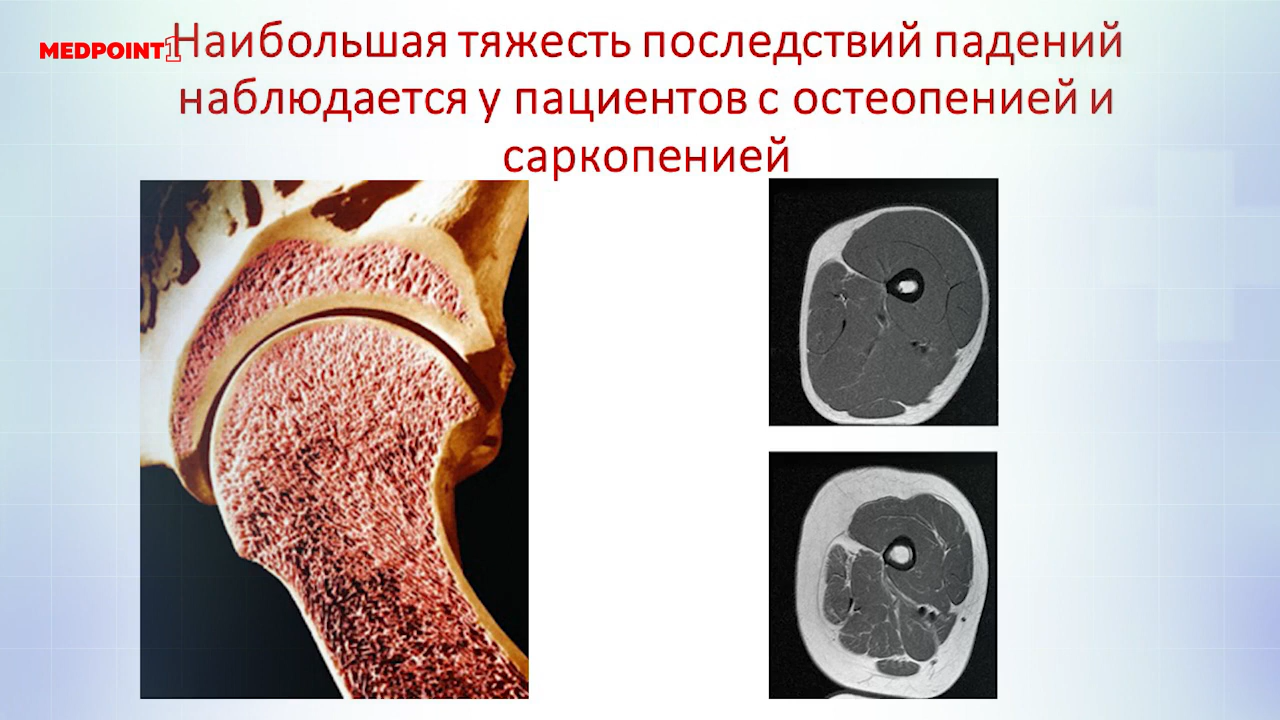 MEDPOINT1
Наибольшая тяжесть последствий падений
наблюдается у пациентов с остеопенией и
саркопенией